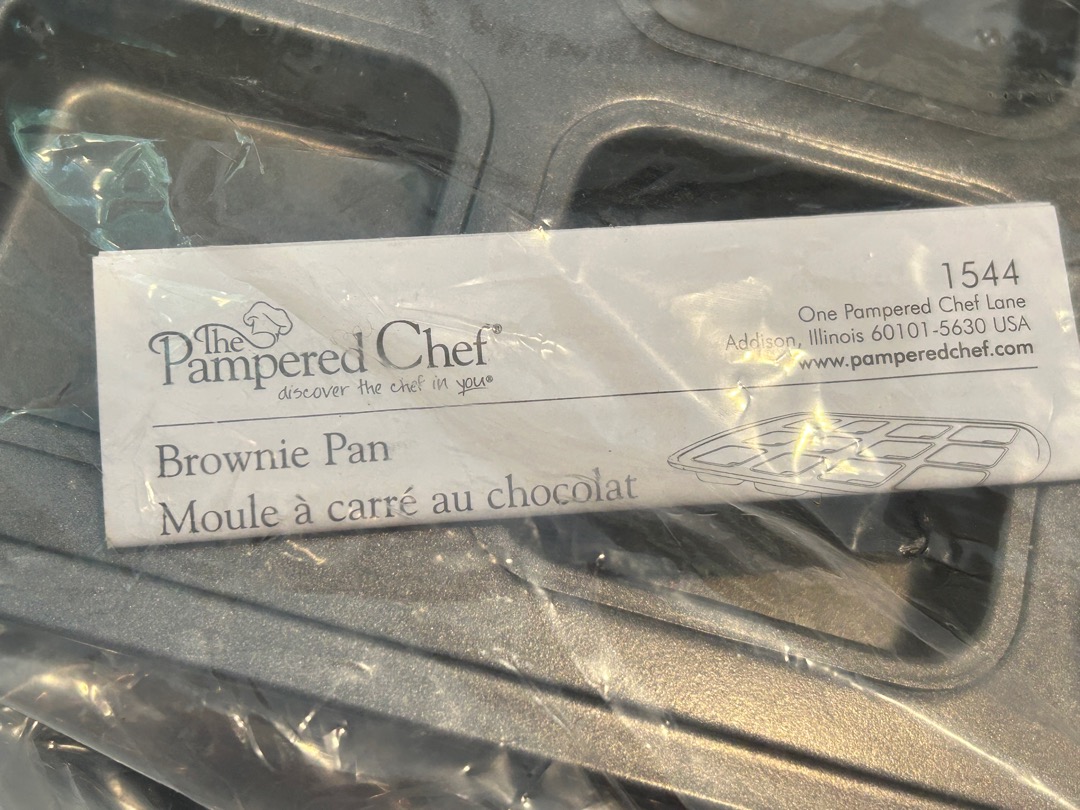 The
Pampered Chef®
discover the chef in you®
1544
One Pampered Chef Lane
Addison, Illinois 60101-5630 USA
www.pamperedchef.com
Brownie Pan
Moule à carré au chocolat